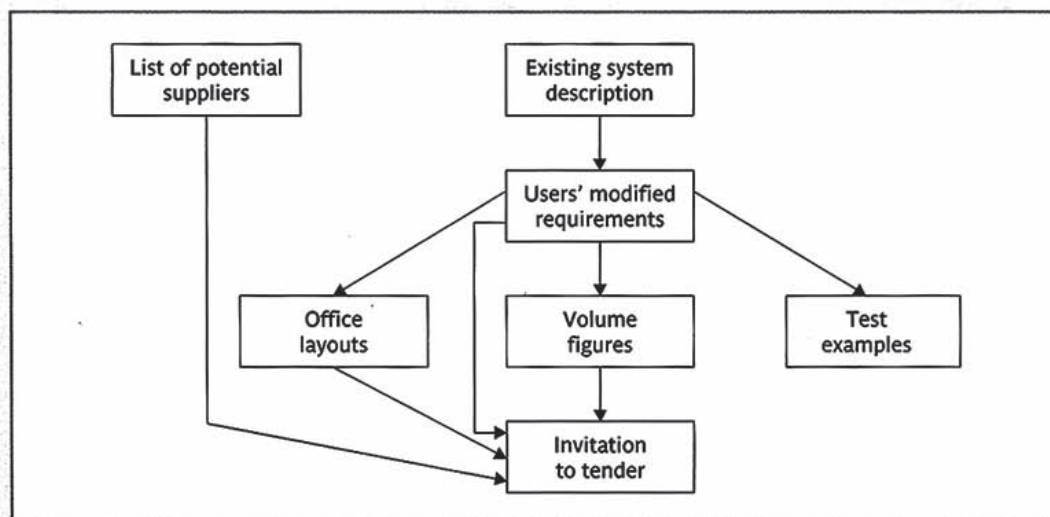 List of potential
suppliers
Existing system
description
Users' modified
requirements
Office
layouts
Volume
figures
Test
examples
Invitation
to tender